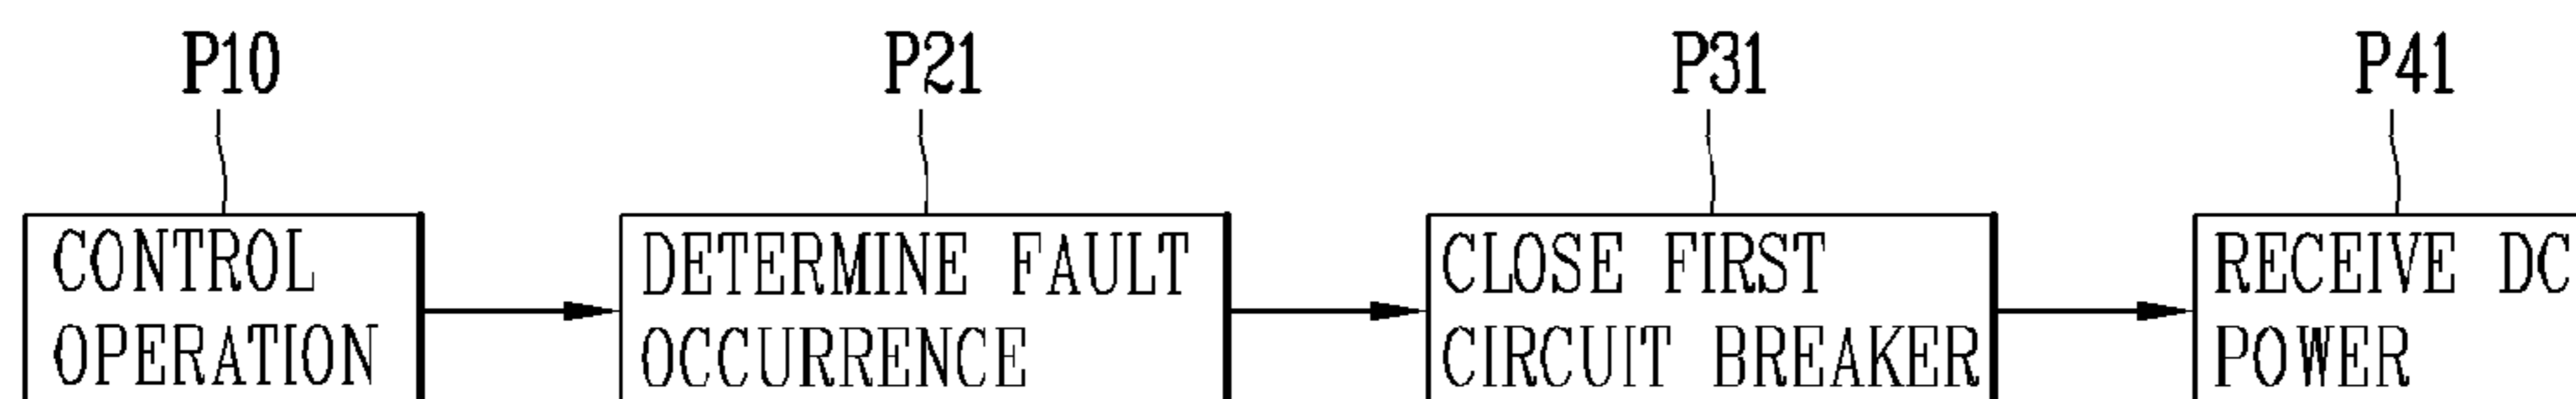 P10
P21
P31
P41
CONTROL
OPERATION
DETERMINE FAULT
OCCURRENCE
CLOSE FIRST
CIRCUIT BREAKER
RECEIVE DC
POWER